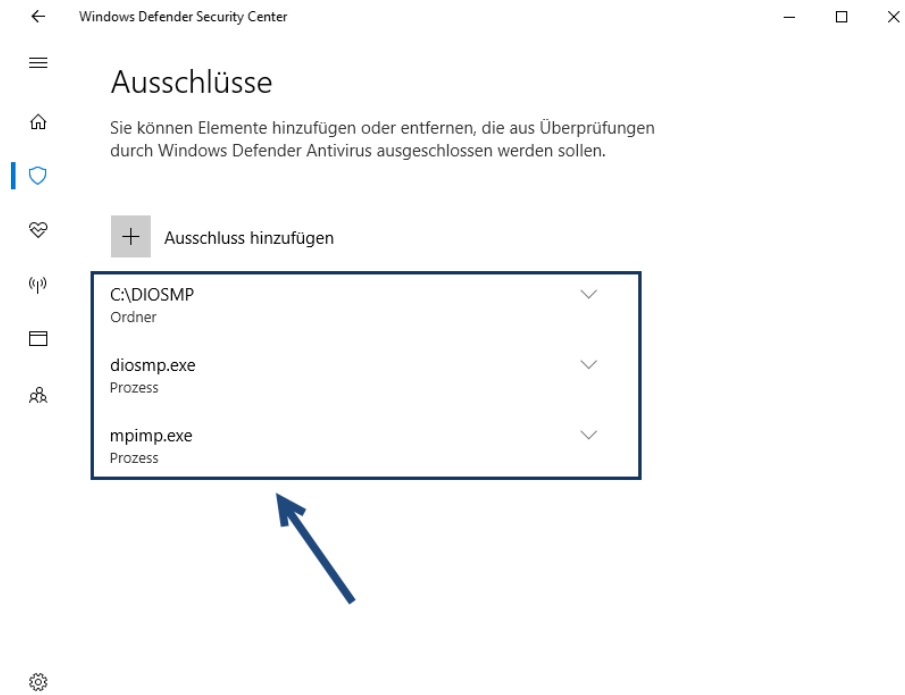 Windows Defender Security Center
Ausschlüsse
Sie können Elemente hinzufügen oder entfernen, die aus Überprüfungen
durch Windows Defender Antivirus ausgeschlossen werden sollen.
Ausschluss hinzufügen
C:\DIOSMP
Ordner
diosmp.exe
Prozess
mpimp.exe
Prozess